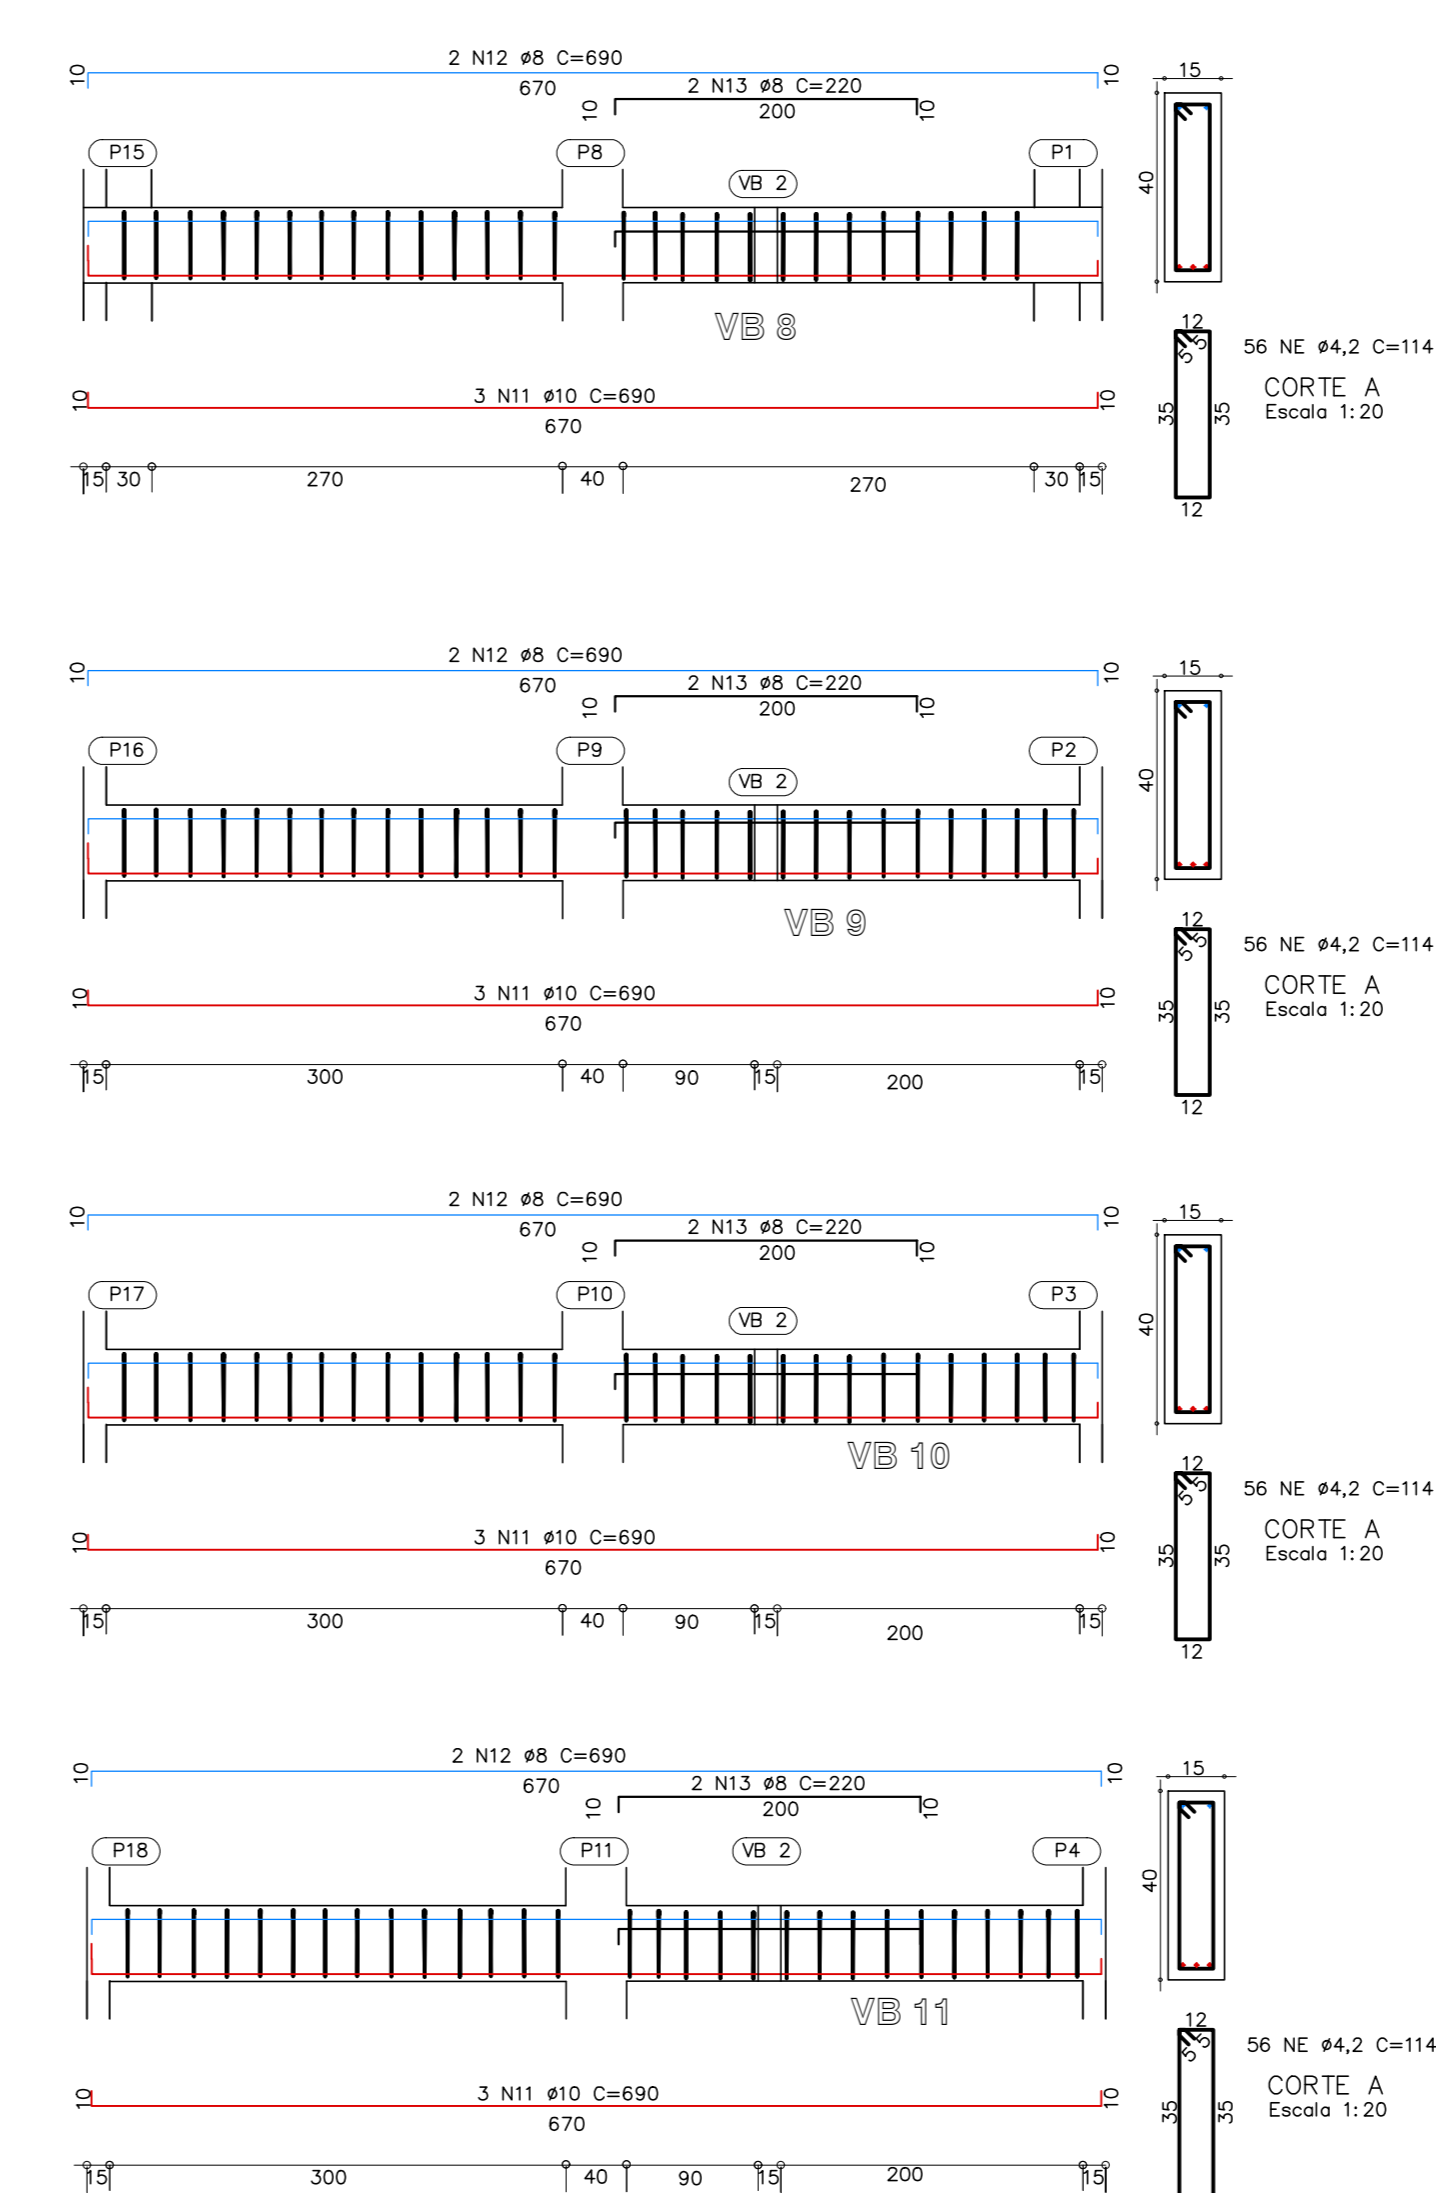 2 N12 ø8 C=690
10 670 10
2 N13 ø8 C=220
10 200 10
15
P15 P8 P1
VB 2
40
VB 8
12
5 5
56 NE ø4,2 C=114
CORTE A
Escala 1:20
35 35
12
3 N11 ø10 C=690
10 670 10
15 30 270 40 270 30 15
2 N12 ø8 C=690
10 670 10
2 N13 ø8 C=220
10 200 10
15
P16 P9 P2
VB 2
40
VB 9
12
5 5
56 NE ø4,2 C=114
CORTE A
Escala 1:20
35 35
12
3 N11 ø10 C=690
10 670 10
15 300 40 90 15 200 15
2 N12 ø8 C=690
10 670 10
2 N13 ø8 C=220
10 200 10
15
P17 P10 P3
VB 2
40
VB 10
12
5 5
56 NE ø4,2 C=114
CORTE A
Escala 1:20
35 35
12
3 N11 ø10 C=690
10 670 10
15 300 40 90 15 200 15
2 N12 ø8 C=690
10 670 10
2 N13 ø8 C=220
10 200 10
15
P18 P11 VB 2 P4
40
VB 11
12
5 5
56 NE ø4,2 C=114
CORTE A
Escala 1:20
35 35
3 N11 ø10 C=690
10 670 10
15 300 40 90 15 200 15